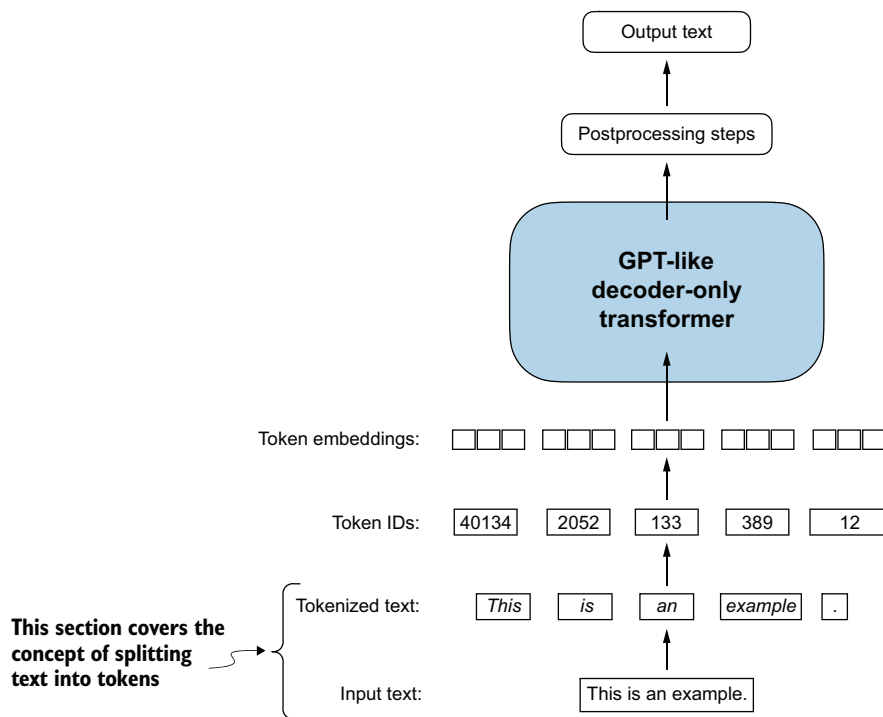 Output text
Postprocessing steps
GPT-like
decoder-only
transformer
Token embeddings:
Token IDs: 40134 2052 133 389 12
Tokenized text: This is an example .
This section covers the
concept of splitting
text into tokens
Input text: This is an example.